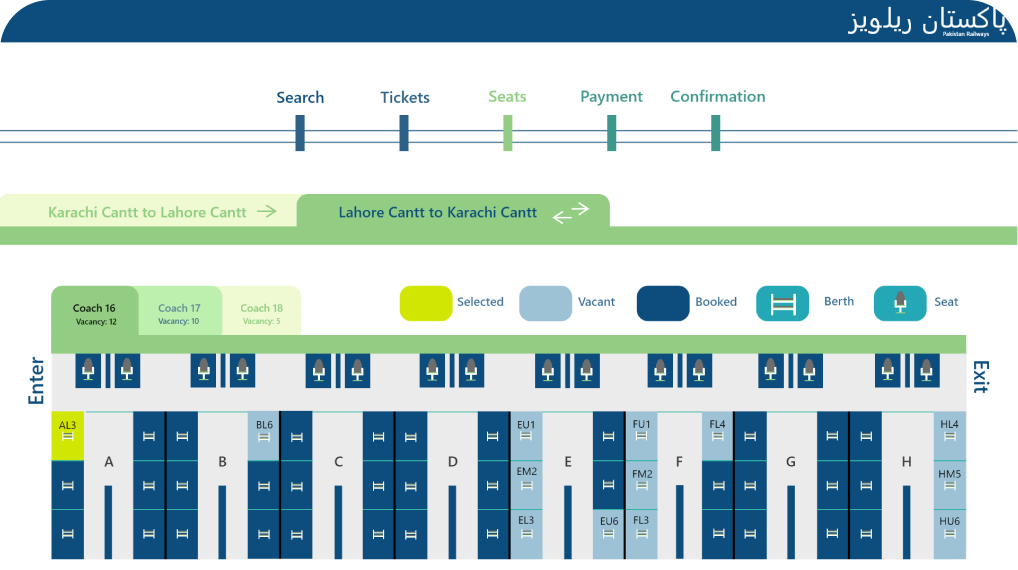 پاکستان ریلویز
Pakistan Railways
Search
Tickets
Seats
Payment
Confirmation
Karachi Cantt to Lahore Cantt
Lahore Cantt to Karachi Cantt
Coach 16
Vacancy: 12
Coach 17
Vacancy: 10
Coach 18
Vacancy: 5
Selected
Vacant
Booked
Berth
Seat
Enter
Exit
AL3
BL6
EU1
FU1
FL4
HL4
A
B
C
D
E
F
G
H
EM2
FM2
HM5
EL3
EU6
FL3
HU6